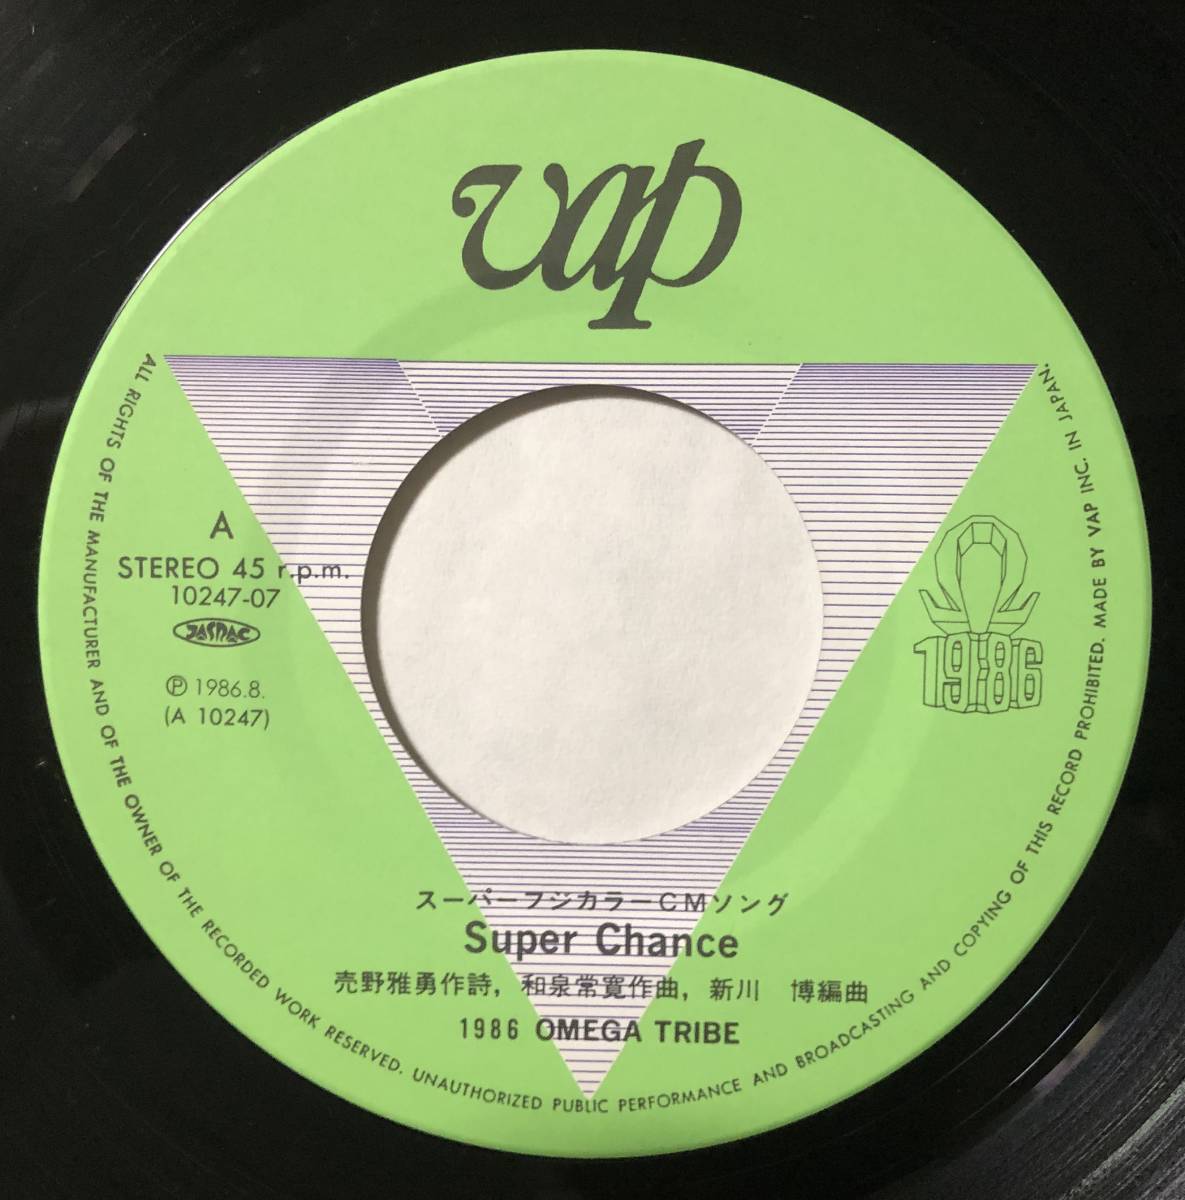 vap
A
STEREO 45 r.p.m.
10247-07
JASRAC
Ⓟ 1986.8.
(A 10247)
1986
スーパーフジカラーCMソング
Super Chance
売野雅勇作詩, 和泉常寛作曲, 新川　博編曲
1986 OMEGA TRIBE
ALL RIGHTS OF THE MANUFACTURER AND OF THE OWNER OF THE RECORDED WORK RESERVED. UNAUTHORIZED PUBLIC PERFORMANCE AND BROADCASTING AND COPYING OF THIS RECORD PROHIBITED. MADE BY VAP INC. IN JAPAN.